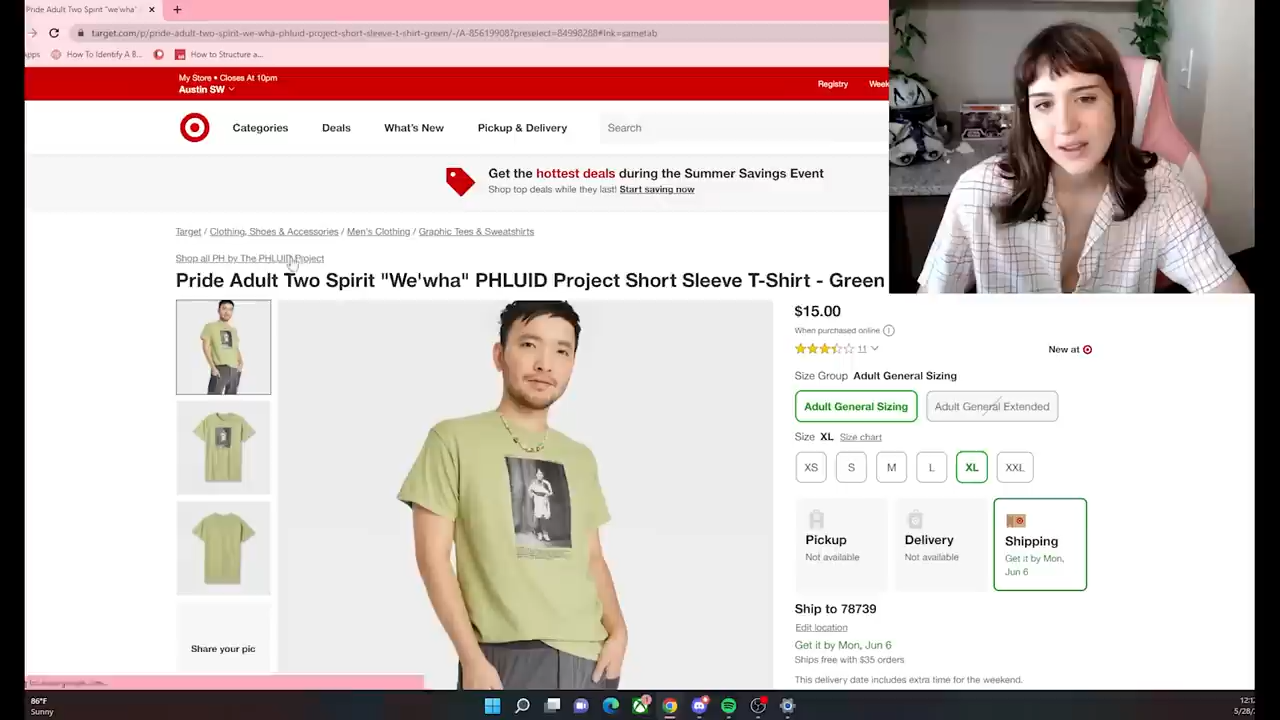 Pride Adult Two Spirit "we'wha'
target.com/p/pride-adult-two-spirit-we-wha-phluid-project-short-sleeve-t-shirt-green/-/A-85619908?preselect=84998288#lnk=sametab
apps
How To Identify A B...
How to Structure a...
My Store • Closes At 10pm
Austin SW
Registry
Week
Categories
Deals
What's New
Pickup & Delivery
Search
Get the hottest deals during the Summer Savings Event
Shop top deals while they last! Start saving now
Target / Clothing, Shoes & Accessories / Men's Clothing / Graphic Tees & Sweatshirts
Shop all PH by The PHLUID Project
Pride Adult Two Spirit "We'wha" PHLUID Project Short Sleeve T-Shirt - Green
$15.00
When purchased online
11
New at
Size Group Adult General Sizing
Adult General Sizing
Adult General Extended
Size XL Size chart
XS
S
M
L
XL
XXL
Pickup
Not available
Delivery
Not available
Shipping
Get it by Mon,
Jun 6
Share your pic
Ship to 78739
Edit location
Get it by Mon, Jun 6
Ships free with $35 orders
This delivery date includes extra time for the weekend.
86°F
Sunny
12:1
5/28/